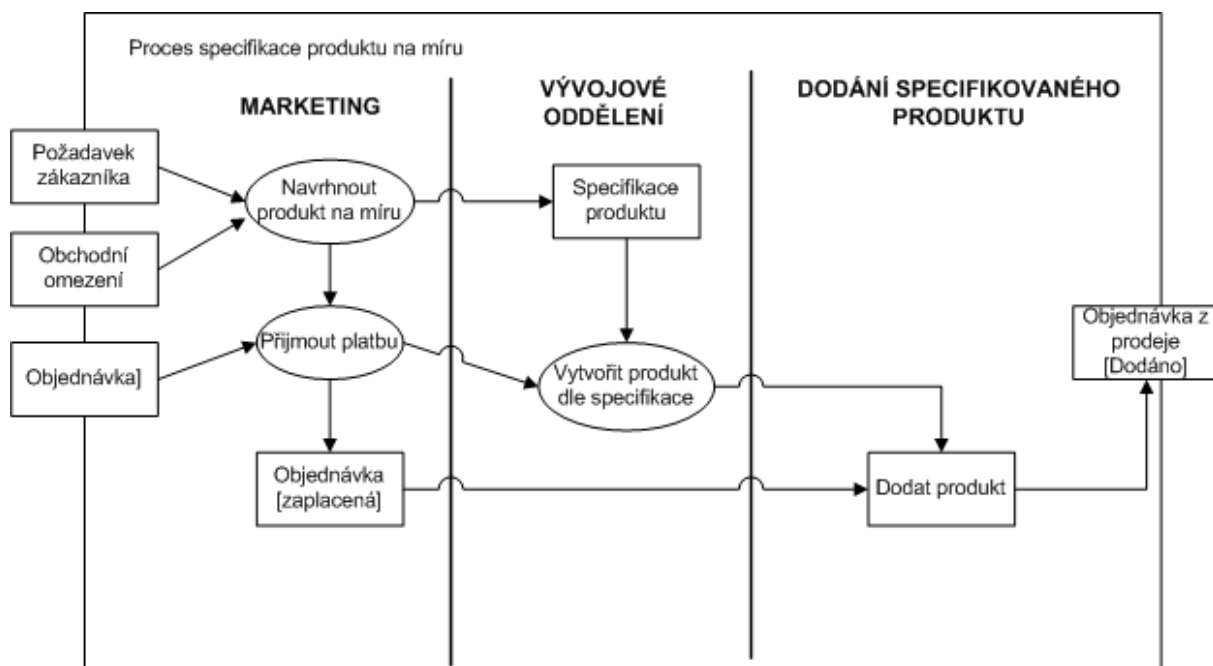 Proces specifikace produktu na míru
MARKETING
VÝVOJOVÉ
ODDĚLENÍ
DODÁNÍ SPECIFIKOVANÉHO
PRODUKTU
Požadavek
zákazníka
Navrhnout
produkt na míru
Specifikace
produktu
Obchodní
omezení
Objednávka]
Přijmout platbu
Vytvořit produkt
dle specifikace
Objednávka z
prodeje
[Dodáno]
Objednávka
[zaplacená]
Dodat produkt